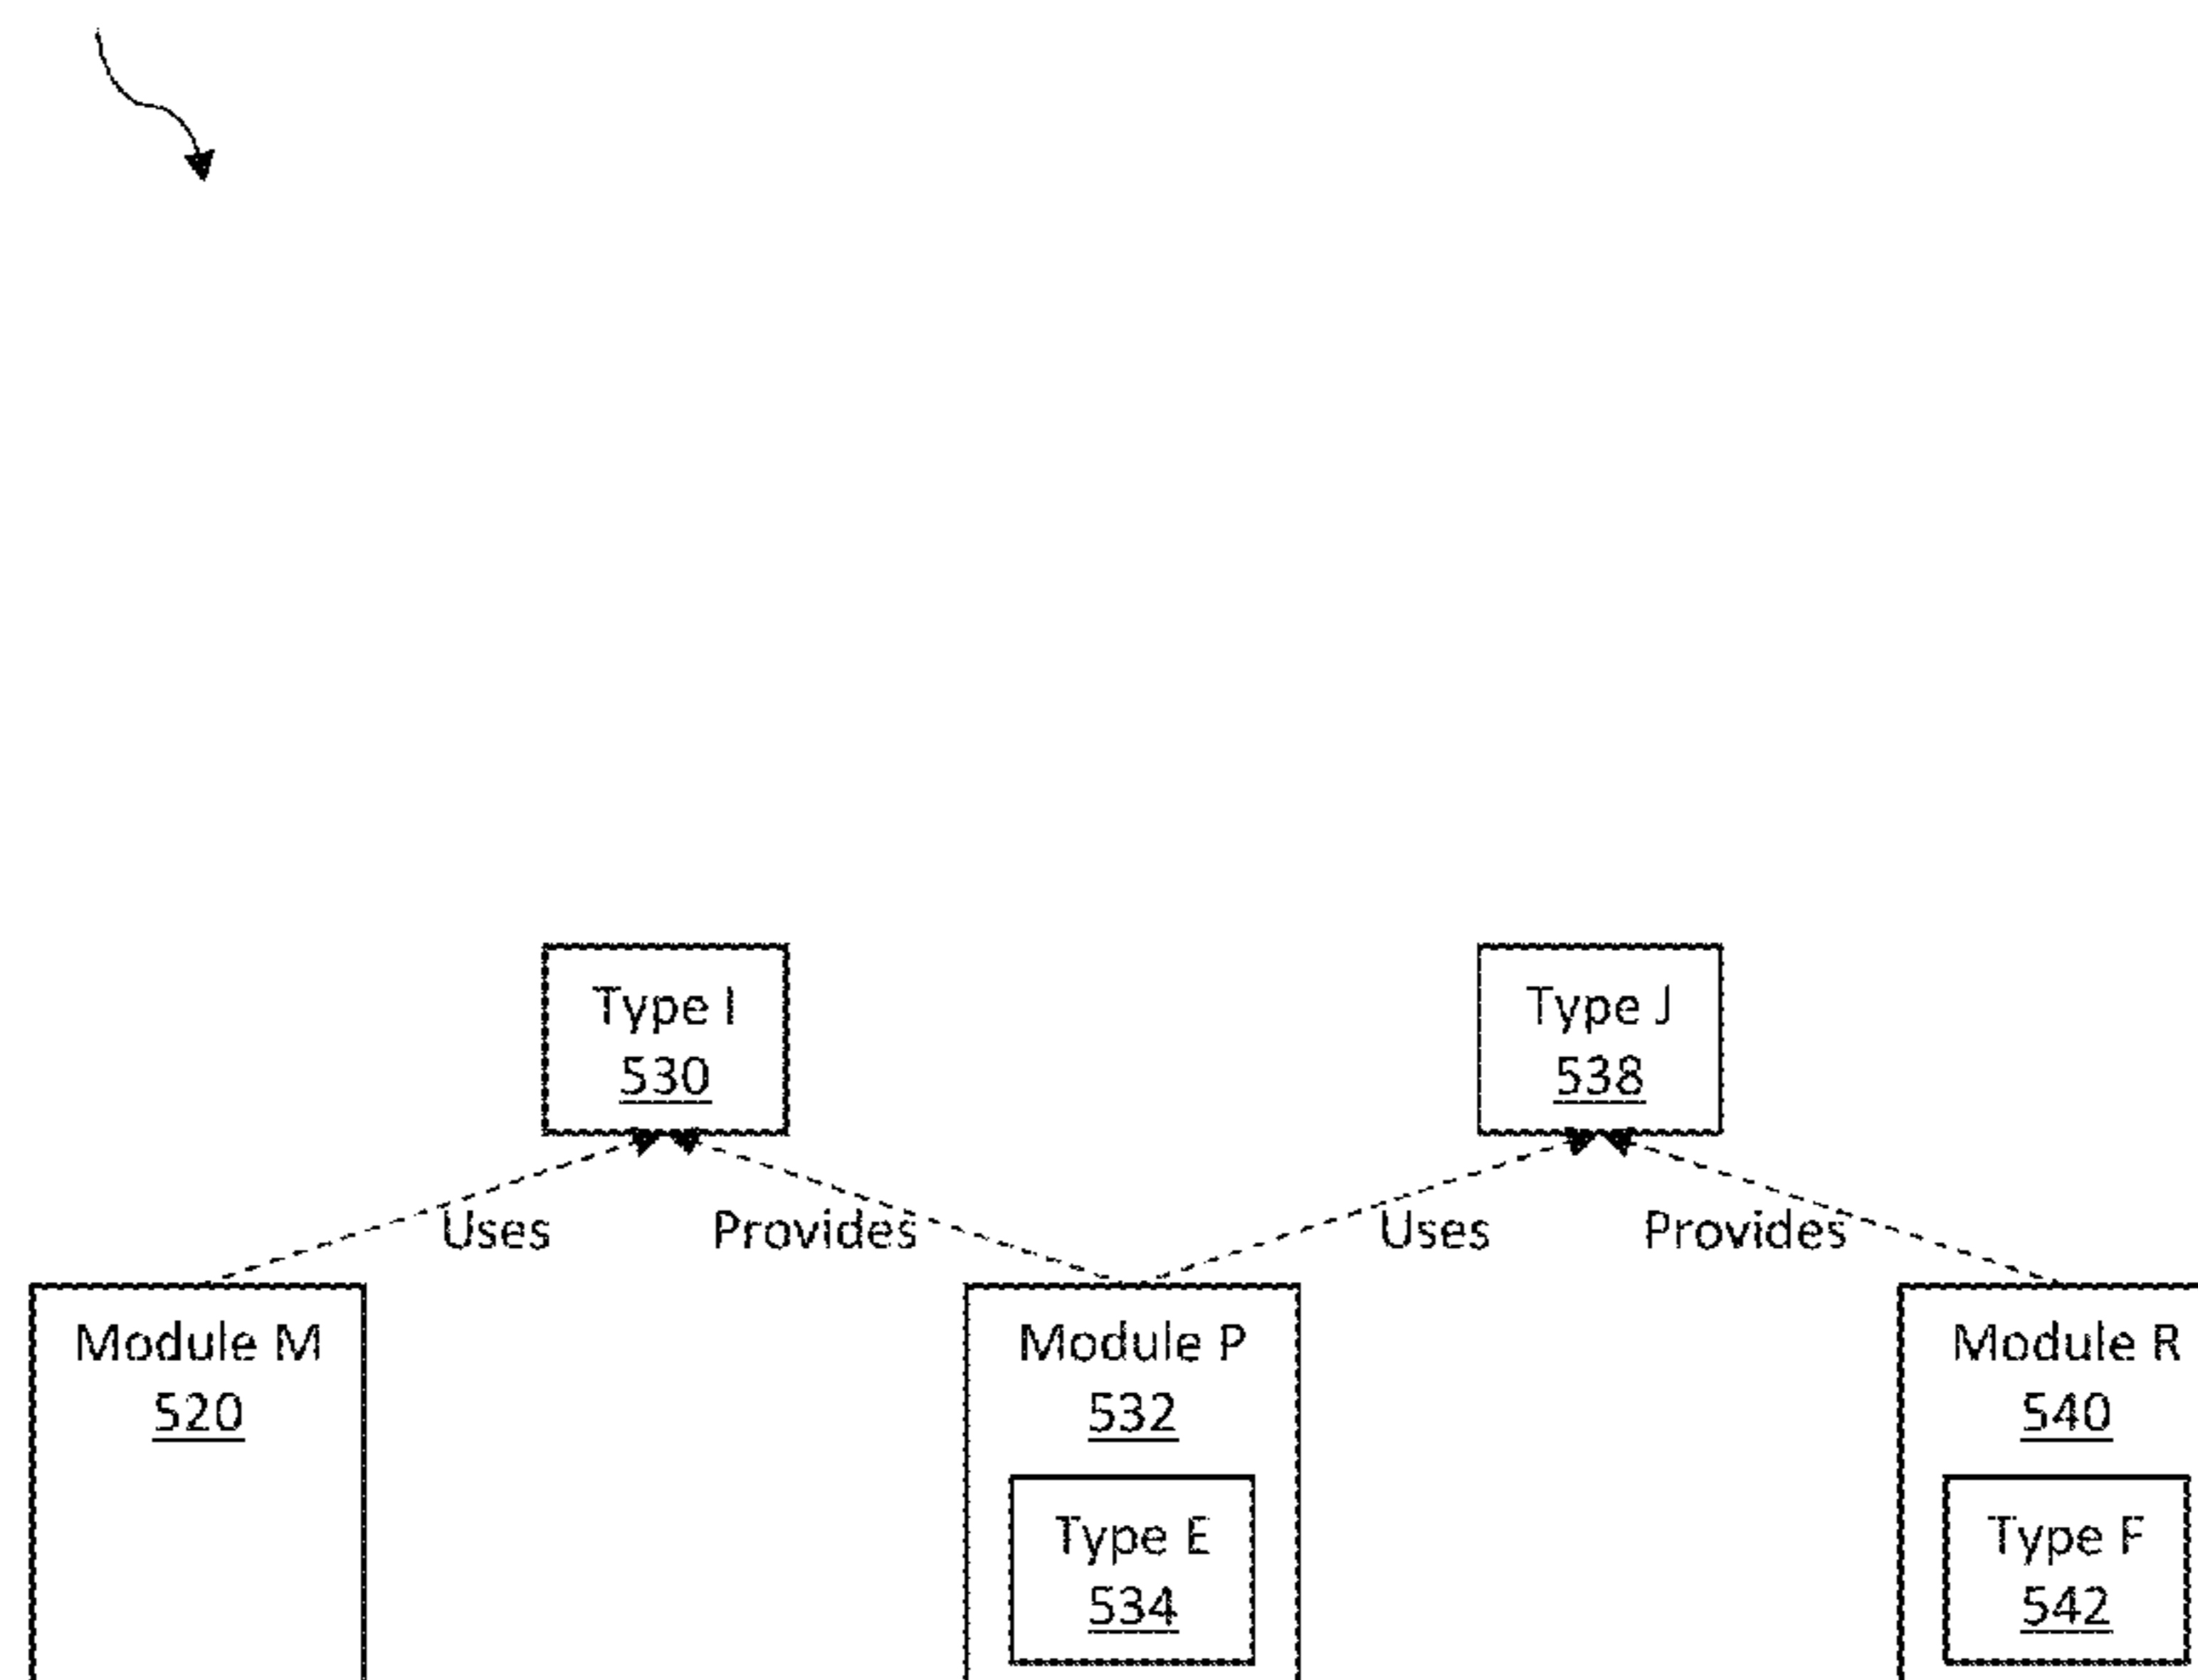 Type I
530
Type J
538
Uses
Provides
Uses
Provides
Module M
520
Module P
532
Module R
540
Type E
534
Type F
542